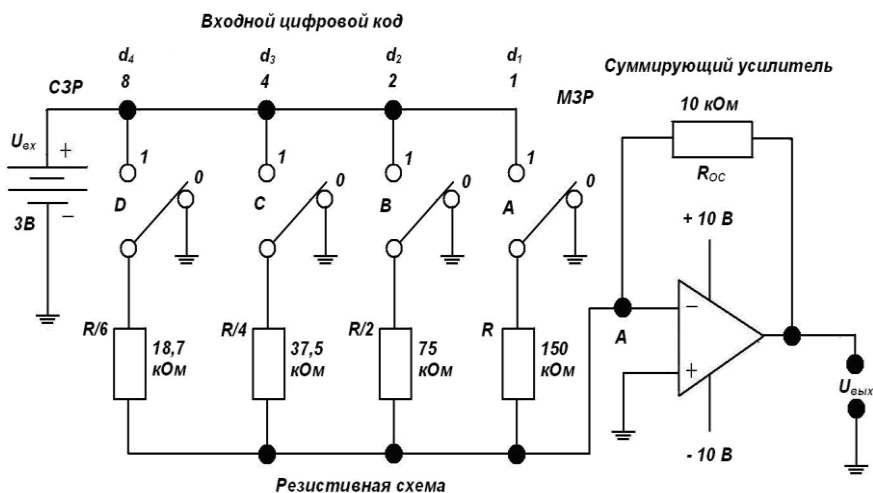 Входной цифровой код
d4 d3 d2 d1
СЗР 8 4 2 1
МЗР
Суммирующий усилитель
10 кОм
Roc
Uвх + 1 1 1 1
0 0 0 0
D C B A
3В −
+ 10 В
R/6 18,7 кОм
R/4 37,5 кОм
R/2 75 кОм
R 150 кОм
A
−
+
Uвых
- 10 В
Резистивная схема